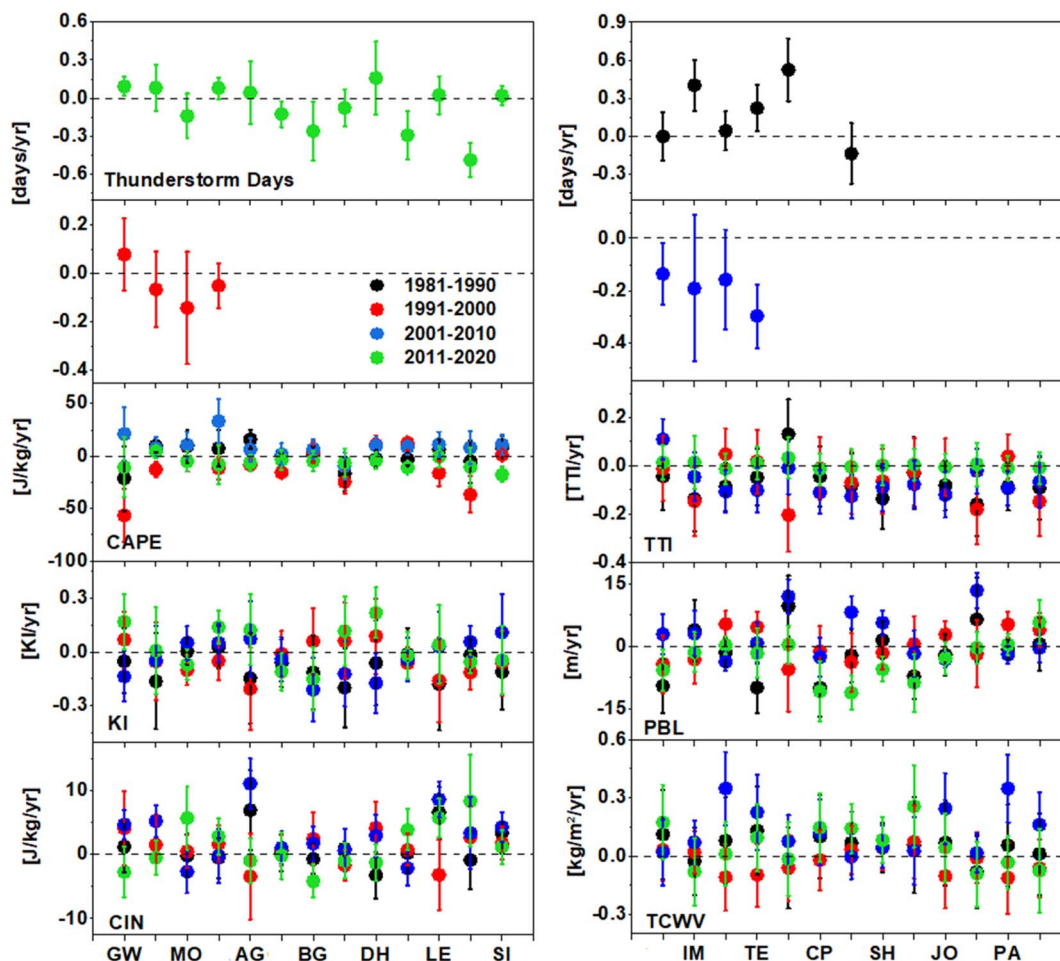 0.6
0.3
0.0
-0.3
-0.6
[days/yr]
Thunderstorm Days
0.2
0.0
-0.2
-0.4
1981-1990
1991-2000
2001-2010
2011-2020
50
0
-50
-100
[J/kg/yr]
CAPE
0.3
0.0
-0.3
[KI/yr]
KI
10
0
-10
[J/kg/yr]
CIN
GW MO AG BG DH LE SI
0.9
0.6
0.3
0.0
-0.3
[days/yr]
0.0
-0.2
-0.4
0.2
0.0
-0.2
-0.4
[TTI/yr]
TTI
15
0
-15
[m/yr]
PBL
0.6
0.3
0.0
-0.3
[kg/m²/yr]
TCWV
IM TE CP SH JO PA